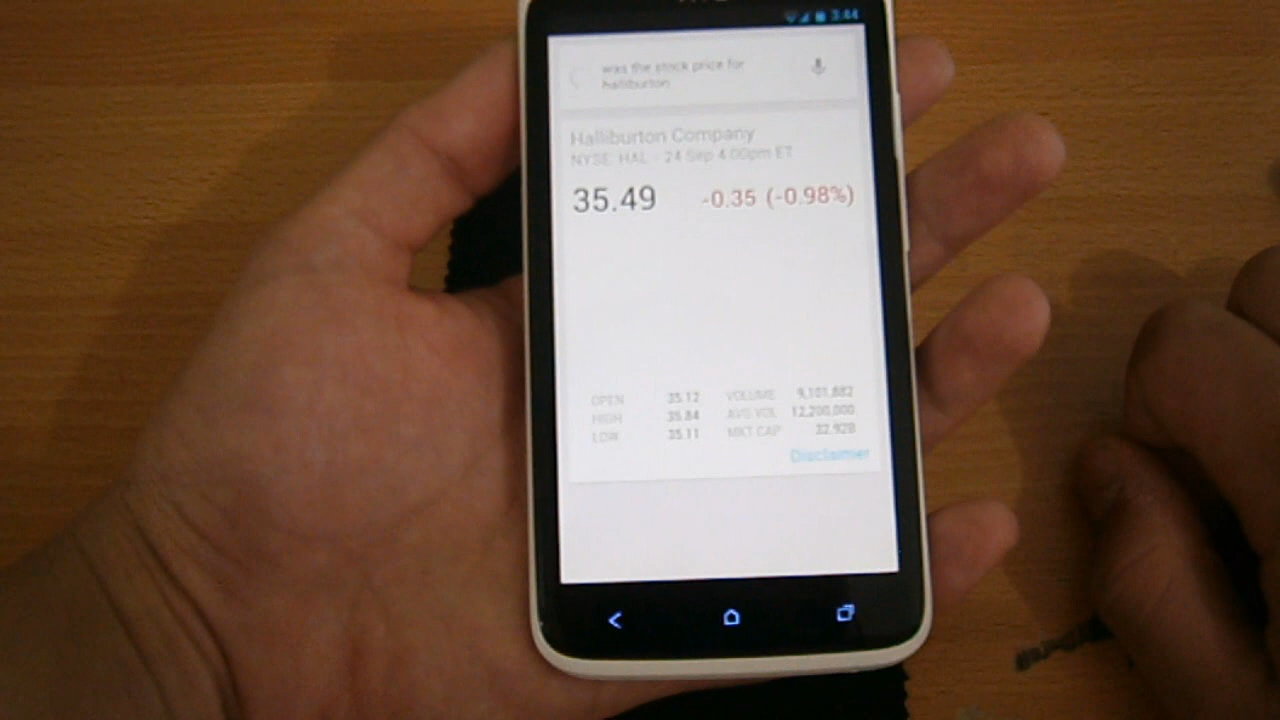 3:44
was the stock price for
halliburton
Halliburton Company
NYSE: HAL - 24 Sep 4:00pm ET
35.49 -0.35 (-0.98%)
OPEN 35.12 VOLUME 9,101,882
HIGH 35.84 AVG VOL 12,200,000
LOW 35.11 MKT CAP 32.92B
Disclaimer